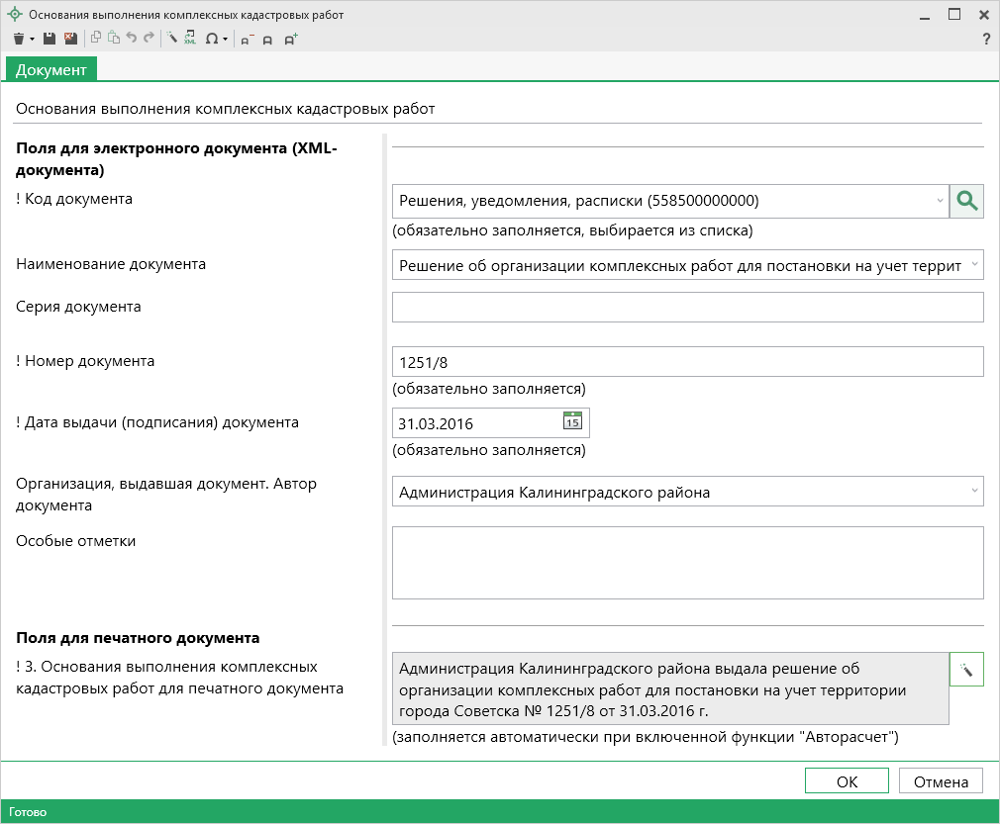 Основания выполнения комплексных кадастровых работ
XML
?
Документ
Основания выполнения комплексных кадастровых работ
Поля для электронного документа (XML-
документа)
! Код документа
Решения, уведомления, расписки (558500000000)
(обязательно заполняется, выбирается из списка)
Наименование документа
Решение об организации комплексных работ для постановки на учет террит
Серия документа
! Номер документа
1251/8
(обязательно заполняется)
! Дата выдачи (подписания) документа
31.03.2016
15
(обязательно заполняется)
Организация, выдавшая документ. Автор
документа
Администрация Калининградского района
Особые отметки
Поля для печатного документа
! 3. Основания выполнения комплексных
кадастровых работ для печатного документа
Администрация Калининградского района выдала решение об
организации комплексных работ для постановки на учет территории
города Советска № 1251/8 от 31.03.2016 г.
(заполняется автоматически при включенной функции "Авторасчет")
ОК
Отмена
Готово